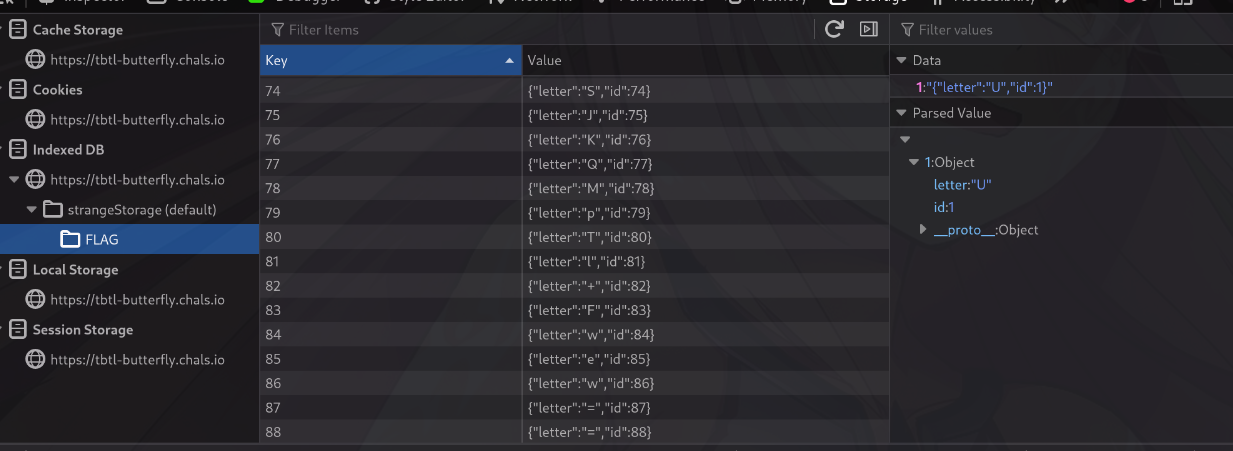 Filter Items
Filter values
Cache Storage
https://tbtl-butterfly.chals.io
Cookies
https://tbtl-butterfly.chals.io
Indexed DB
https://tbtl-butterfly.chals.io
strangeStorage (default)
FLAG
Local Storage
https://tbtl-butterfly.chals.io
Session Storage
https://tbtl-butterfly.chals.io
Key Value
74 {"letter":"S","id":74}
75 {"letter":"J","id":75}
76 {"letter":"K","id":76}
77 {"letter":"Q","id":77}
78 {"letter":"M","id":78}
79 {"letter":"p","id":79}
80 {"letter":"T","id":80}
81 {"letter":"l","id":81}
82 {"letter":"+","id":82}
83 {"letter":"F","id":83}
84 {"letter":"w","id":84}
85 {"letter":"e","id":85}
86 {"letter":"w","id":86}
87 {"letter":"=","id":87}
88 {"letter":"=","id":88}
Data
1:"{"letter":"U","id":1}"
Parsed Value
1:Object
letter:"U"
id:1
__proto__:Object